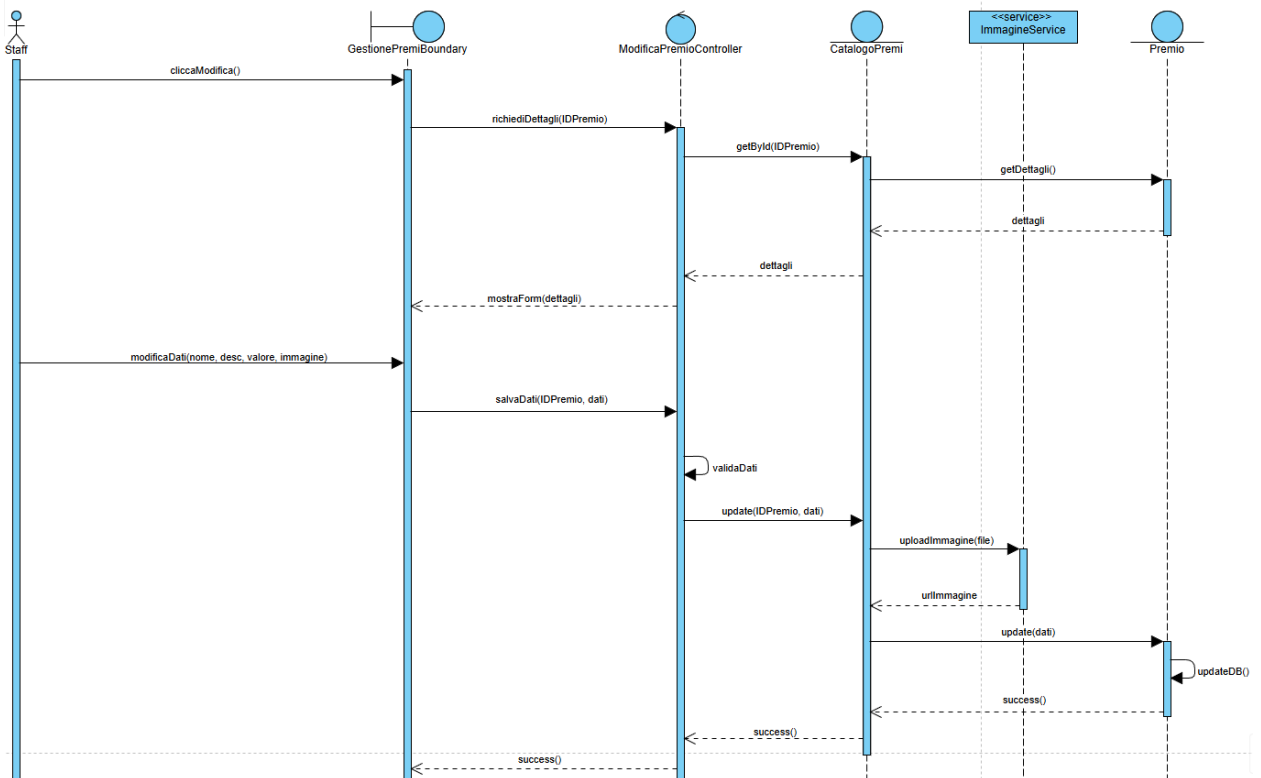 <<service>>
ImmagineService
Staff
GestionePremiBoundary
ModificaPremioController
CatalogoPremi
Premio
cliccaModifica()
richiediDettagli(IDPremio)
getById(IDPremio)
getDettagli()
dettagli
dettagli
mostraForm(dettagli)
modificaDati(nome, desc, valore, immagine)
salvaDati(IDPremio, dati)
validaDati
update(IDPremio, dati)
uploadImmagine(file)
urlImmagine
update(dati)
updateDB()
success()
success()
success()